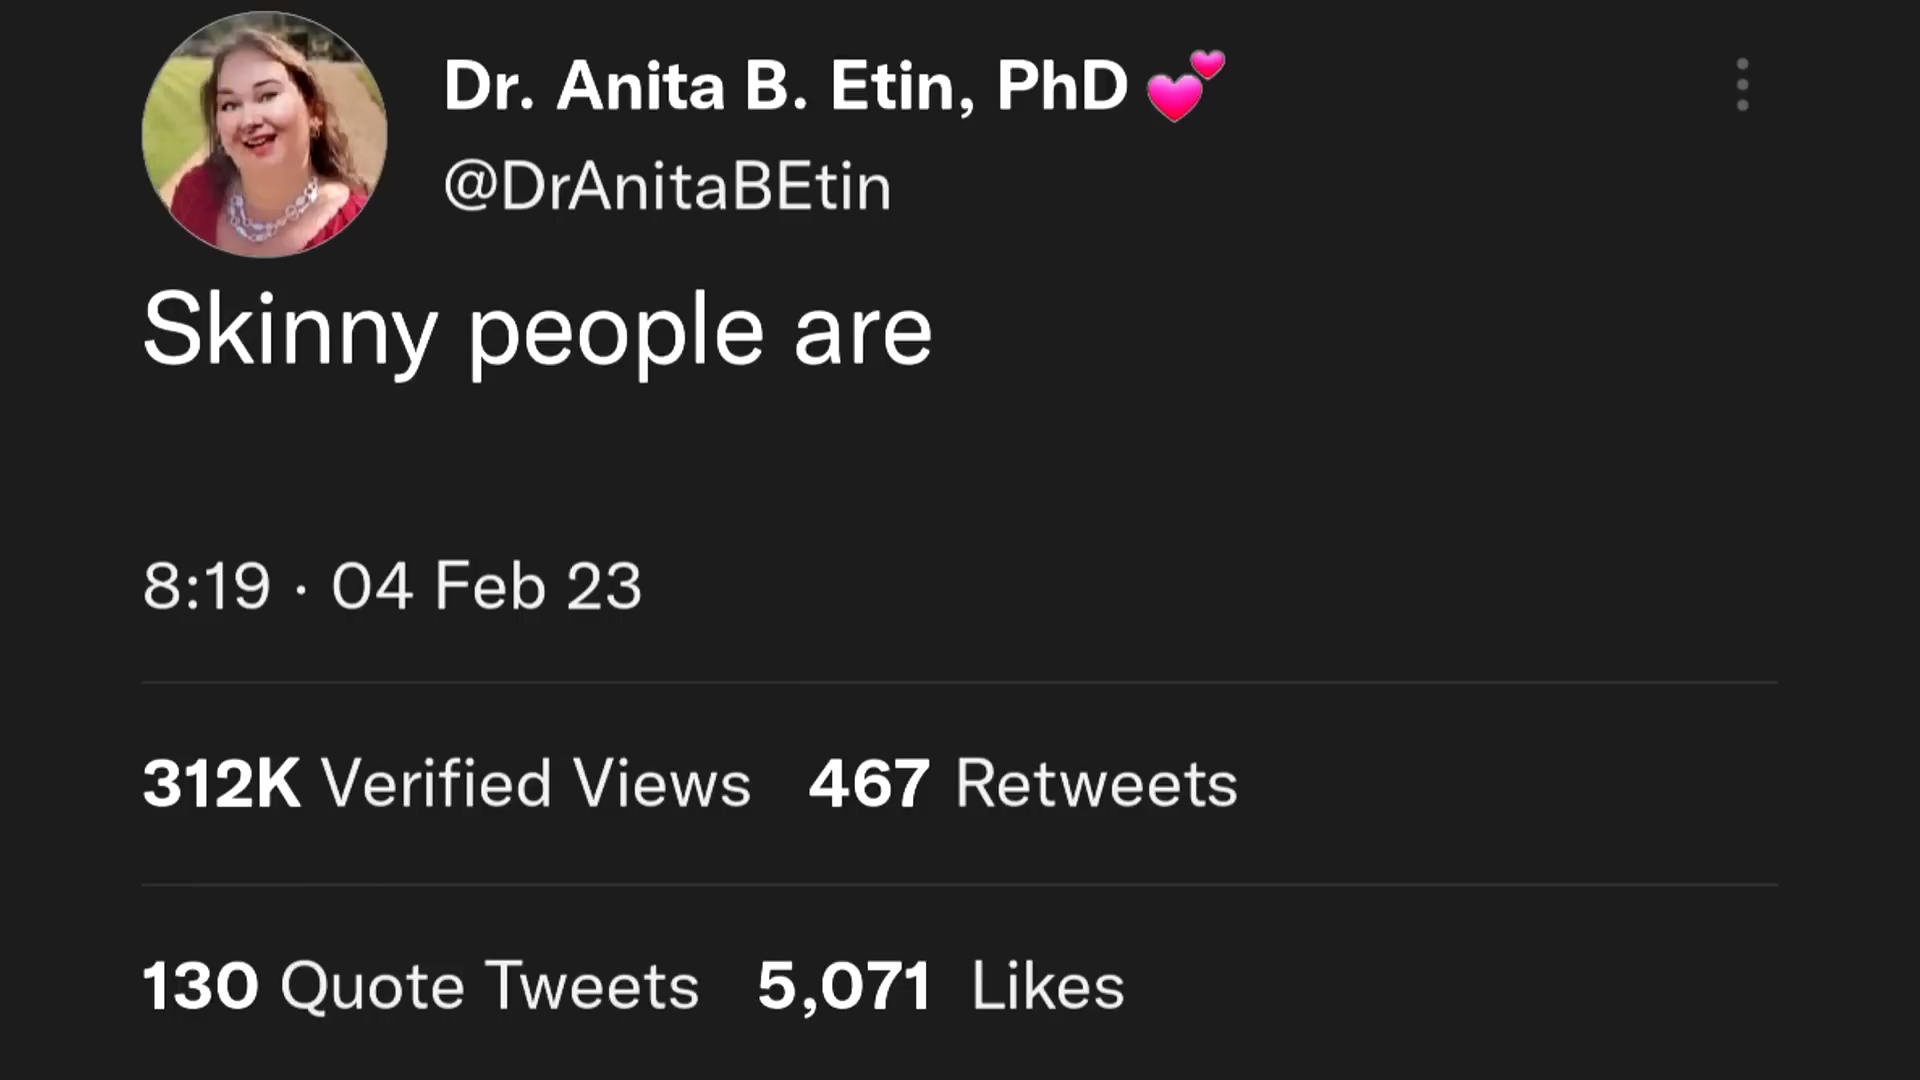 Dr. Anita B. Etin, PhD 💕
@DrAnitaBEtin
Skinny people are
8:19 · 04 Feb 23
312K Verified Views 467 Retweets
130 Quote Tweets 5,071 Likes